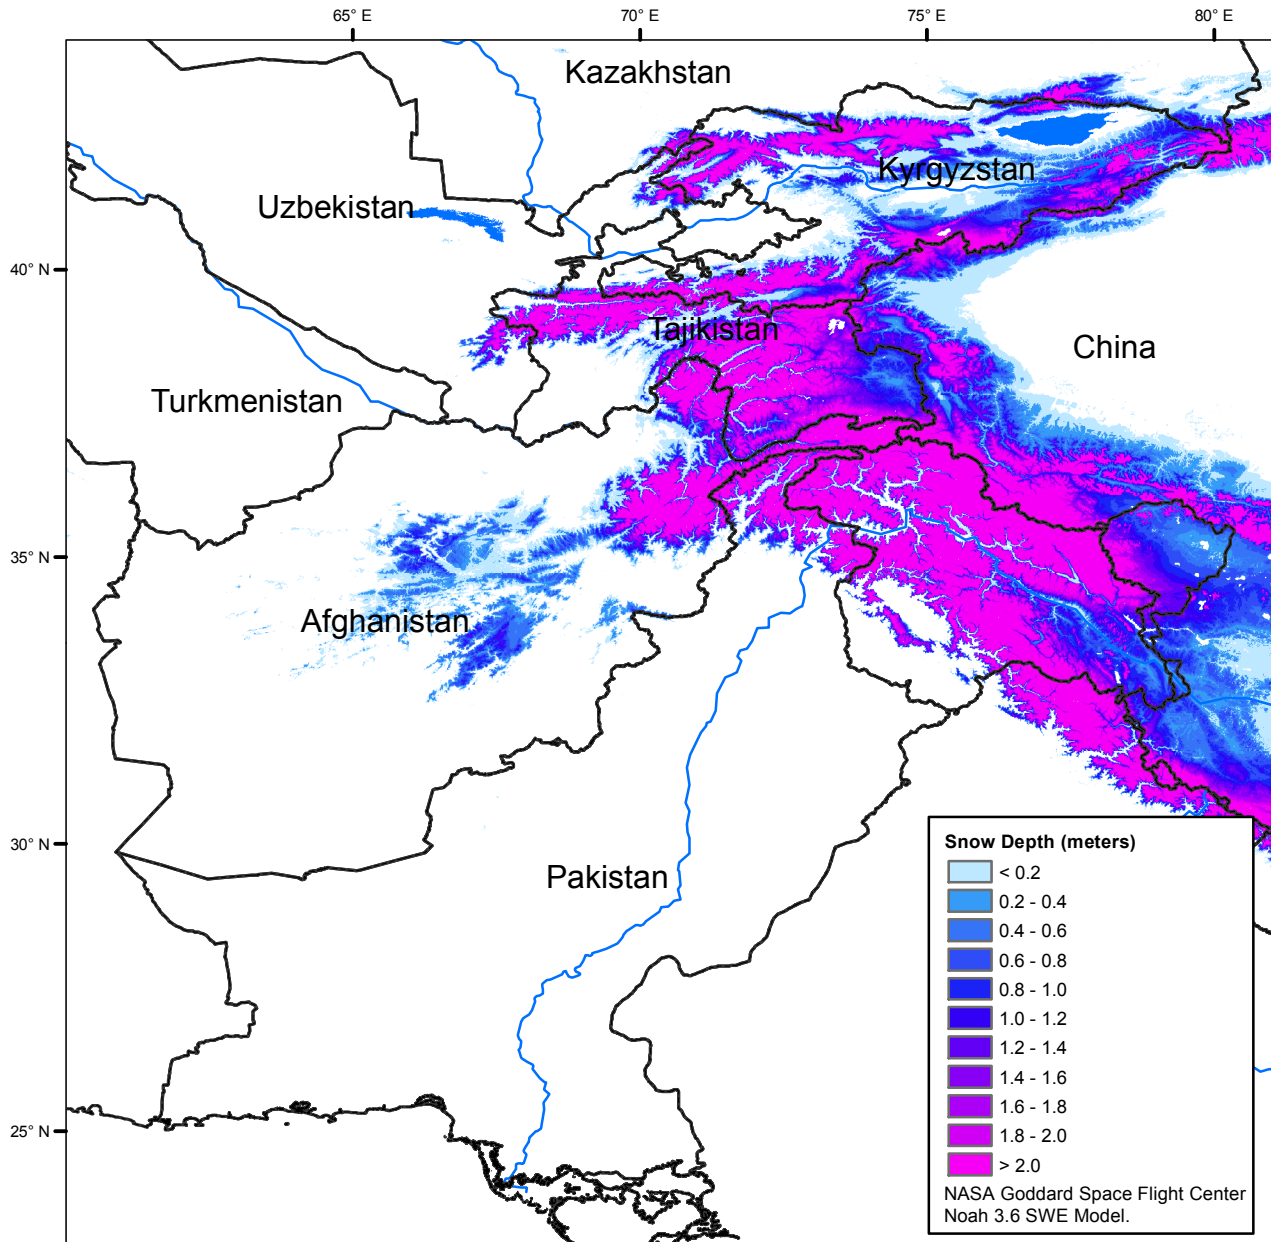 65° E
70° E
75° E
80° E
Kazakhstan
Kyrgyzstan
Uzbekistan
40° N
Tajikistan
China
Turkmenistan
35° N
Afghanistan
30° N
Pakistan
25° N
Snow Depth (meters)
< 0.2
0.2 - 0.4
0.4 - 0.6
0.6 - 0.8
0.8 - 1.0
1.0 - 1.2
1.2 - 1.4
1.4 - 1.6
1.6 - 1.8
1.8 - 2.0
> 2.0
NASA Goddard Space Flight Center
Noah 3.6 SWE Model.